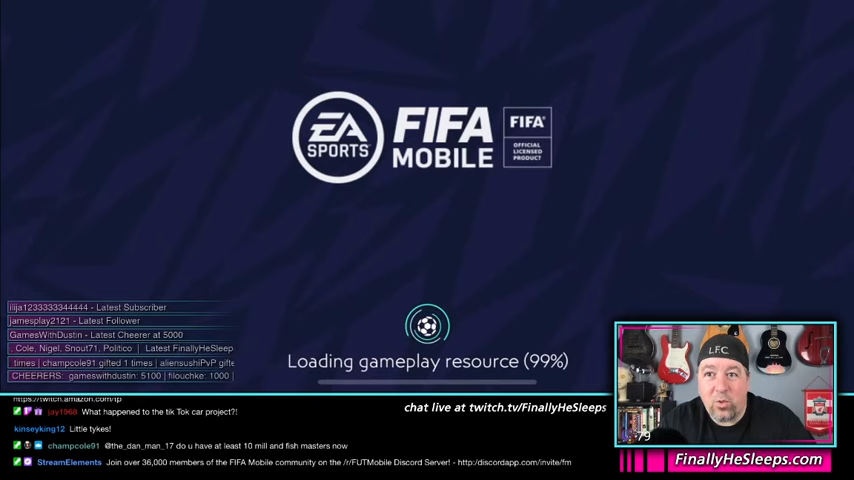 EA
SPORTS
FIFA
MOBILE
FIFA
OFFICIAL
LICENSED
PRODUCT
ilija1233333344444 - Latest Subscriber
jamesplay2121 - Latest Follower
GamesWithDustin - Latest Cheerer at 5000
, Cole, Nigel, Snout71, Politico | Latest FinallyHeSleep
times | champcole91 gifted 1 times | aliensushiPvP gifte
CHEERERS: gameswithdustin: 5100 | filouchke: 1000 |
Loading gameplay resource (99%)
L.F.C.
79
chat live at twitch.tv/FinallyHeSleeps
https://twitch.amazon.com/tp
jay1968 What happened to the tik Tok car project?!
kinseyking12 Little tykes!
champcole91 @the_dan_man_17 do u have at least 10 mill and fish masters now
StreamElements Join over 36,000 members of the FIFA Mobile community on the /r/FUTMobile Discord Server! - http://discordapp.com/invite/fm
FinallyHeSleeps.com